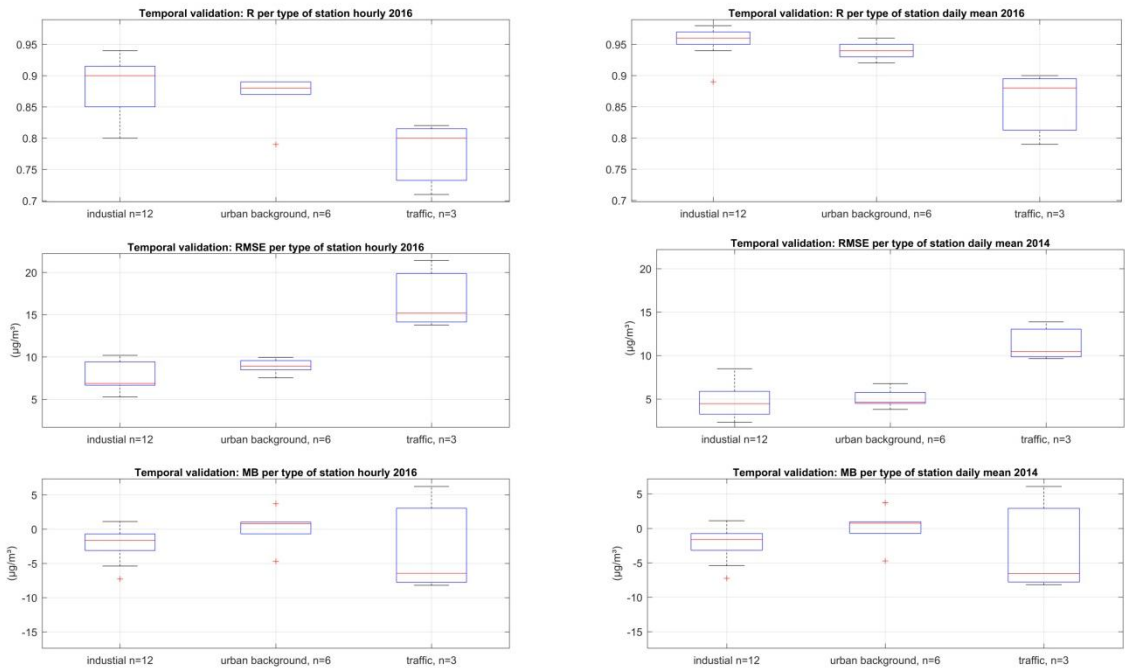 Temporal validation: R per type of station hourly 2016
0.95
0.9
0.85
0.8
0.75
0.7
industial n=12
urban background, n=6
traffic, n=3
Temporal validation: R per type of station daily mean 2016
0.95
0.9
0.85
0.8
0.75
0.7
industial n=12
urban background, n=6
traffic, n=3
Temporal validation: RMSE per type of station hourly 2016
(µg/m³)
20
15
10
5
industial n=12
urban background, n=6
traffic, n=3
Temporal validation: RMSE per type of station daily mean 2014
(µg/m³)
20
15
10
5
industial n=12
urban background, n=6
traffic, n=3
Temporal validation: MB per type of station hourly 2016
(µg/m³)
5
0
-5
-10
-15
industial n=12
urban background, n=6
traffic, n=3
Temporal validation: MB per type of station daily mean 2014
(µg/m³)
5
0
-5
-10
-15
industial n=12
urban background, n=6
traffic, n=3